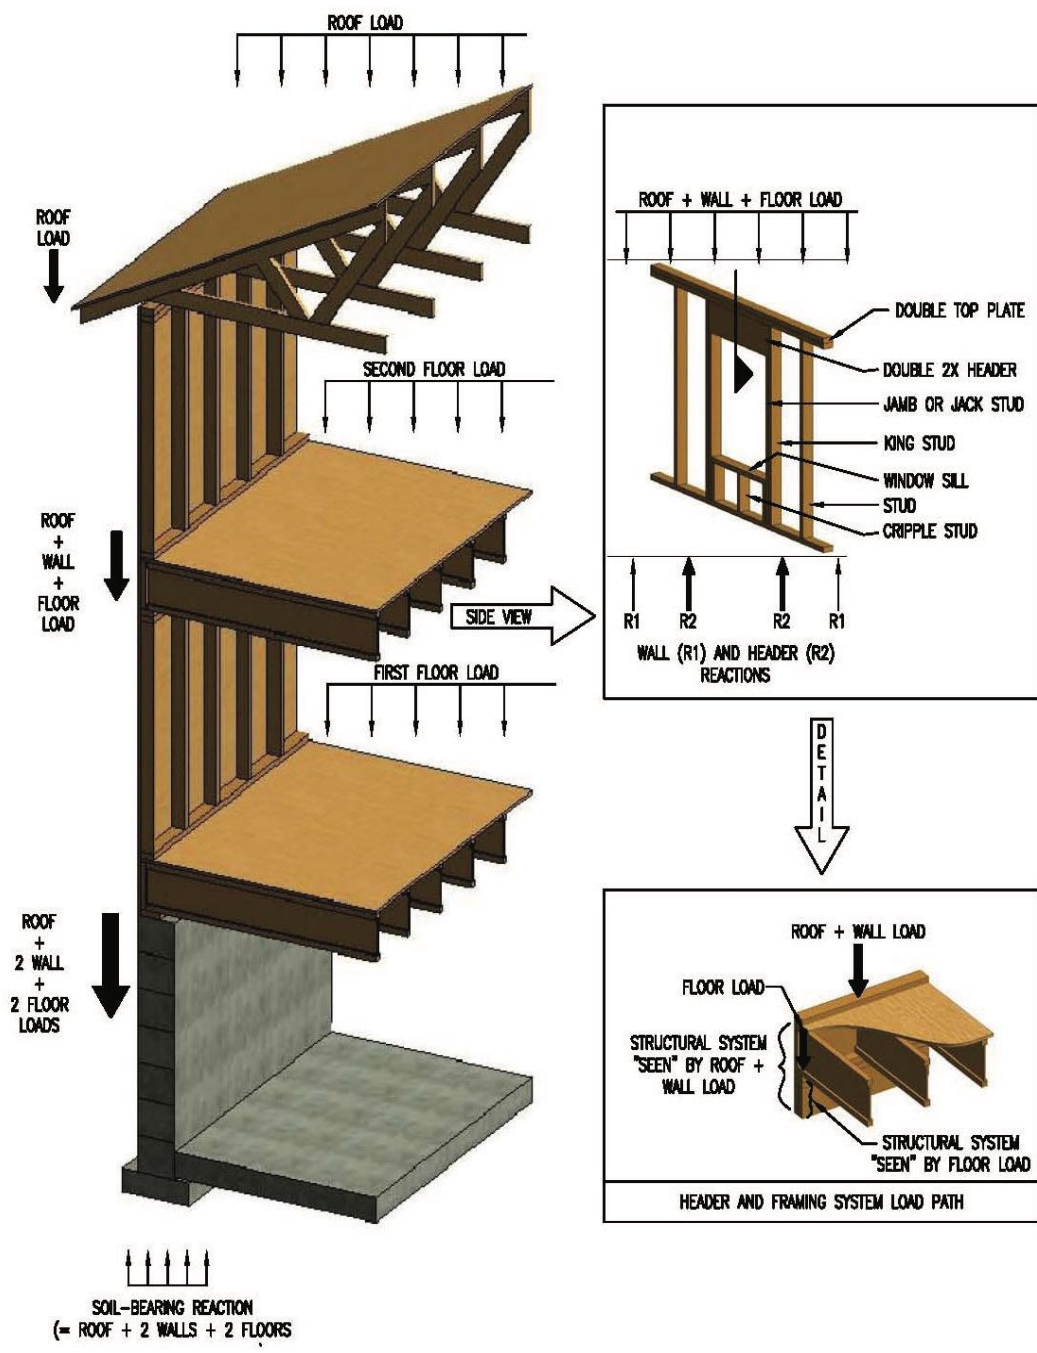 ROOF LOAD
ROOF
LOAD
SECOND FLOOR LOAD
ROOF
+
WALL
+
FLOOR
LOAD
SIDE VIEW
FIRST FLOOR LOAD
ROOF
+
2 WALL
+
2 FLOOR
LOADS
SOIL-BEARING REACTION
(= ROOF + 2 WALLS + 2 FLOORS
ROOF + WALL + FLOOR LOAD
DOUBLE TOP PLATE
DOUBLE 2X HEADER
JAMB OR JACK STUD
KING STUD
WINDOW SILL
STUD
CRIPPLE STUD
R1 R2 R2 R1
WALL (R1) AND HEADER (R2)
REACTIONS
DETAIL
ROOF + WALL LOAD
FLOOR LOAD
STRUCTURAL SYSTEM
"SEEN" BY ROOF +
WALL LOAD
STRUCTURAL SYSTEM
"SEEN" BY FLOOR LOAD
HEADER AND FRAMING SYSTEM LOAD PATH